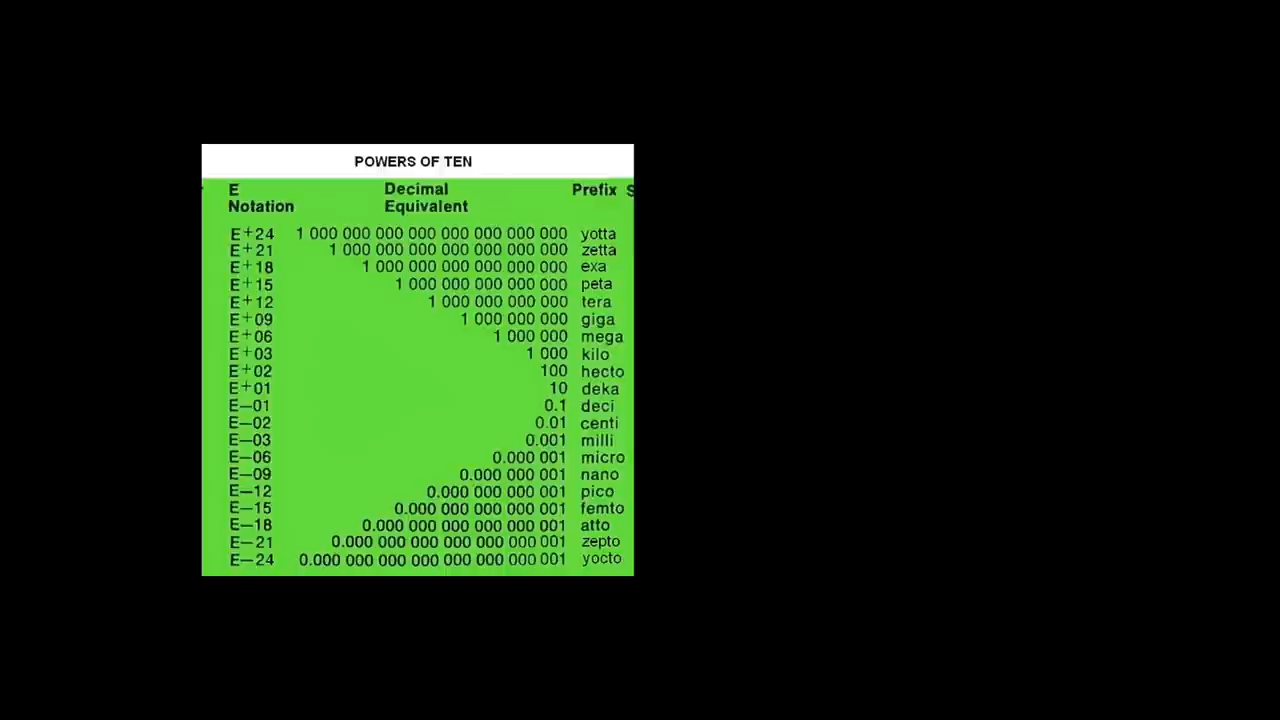 POWERS OF TEN
E Decimal Prefix S
Notation Equivalent
E+24 1 000 000 000 000 000 000 000 000 yotta
E+21 1 000 000 000 000 000 000 000 zetta
E+18 1 000 000 000 000 000 000 exa
E+15 1 000 000 000 000 000 peta
E+12 1 000 000 000 000 tera
E+09 1 000 000 000 giga
E+06 1 000 000 mega
E+03 1 000 kilo
E+02 100 hecto
E+01 10 deka
E—01 0.1 deci
E—02 0.01 centi
E—03 0.001 milli
E—06 0.000 001 micro
E—09 0.000 000 001 nano
E—12 0.000 000 000 001 pico
E—15 0.000 000 000 000 001 femto
E—18 0.000 000 000 000 000 001 atto
E—21 0.000 000 000 000 000 000 001 zepto
E—24 0.000 000 000 000 000 000 000 001 yocto